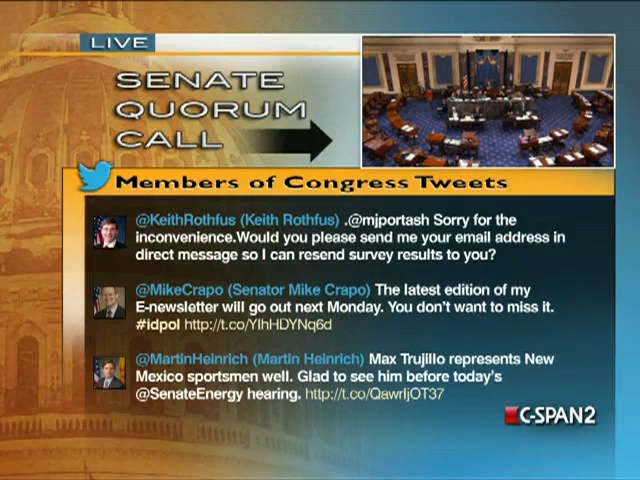 LIVE
SENATE
QUORUM
CALL
Members of Congress Tweets
@KeithRothfus (Keith Rothfus) .@mjportash Sorry for the
inconvenience.Would you please send me your email address in
direct message so I can resend survey results to you?
@MikeCrapo (Senator Mike Crapo) The latest edition of my
E-newsletter will go out next Monday. You don't want to miss it.
#idpol http://t.co/YIhHDYNq6d
@MartinHeinrich (Martin Heinrich) Max Trujillo represents New
Mexico sportsmen well. Glad to see him before today's
@SenateEnergy hearing. http://t.co/QawrIjOT37
C-SPAN2